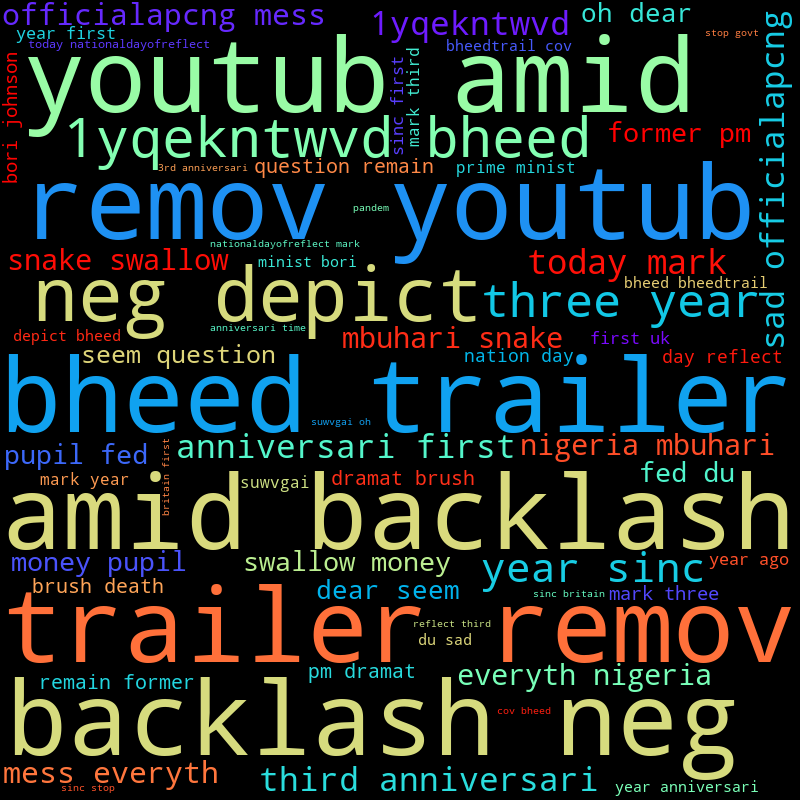 officialapcng mess
1yqekntwvd
oh dear
year first
stop govt
today nationaldayofreflect
bheedtrail cov
youtub amid
bori johnson
sinc first
mark third
sad officialapcng
1yqekntwvd bheed
former pm
3rd anniversari
question remain
prime minist
remov youtub
pandem
nationaldayofreflect mark
snake swallow
minist bori
today mark
neg depict
three year
bheed bheedtrail
anniversari time
depict bheed
mbuhari snake
first uk
seem question
nation day
day reflect
bheed trailer
suwvgai oh
pupil fed
anniversari first
nigeria mbuhari
britain first
mark year
suwvgai
dramat brush
fed du
amid backlash
money pupil
swallow money
year sinc
year ago
brush death
dear seem
sinc britain
mark three
trailer remov
reflect third
du sad
remain former
pm dramat
everyth nigeria
backlash neg
cov bheed
mess everyth
sinc stop
third anniversari
year anniversari